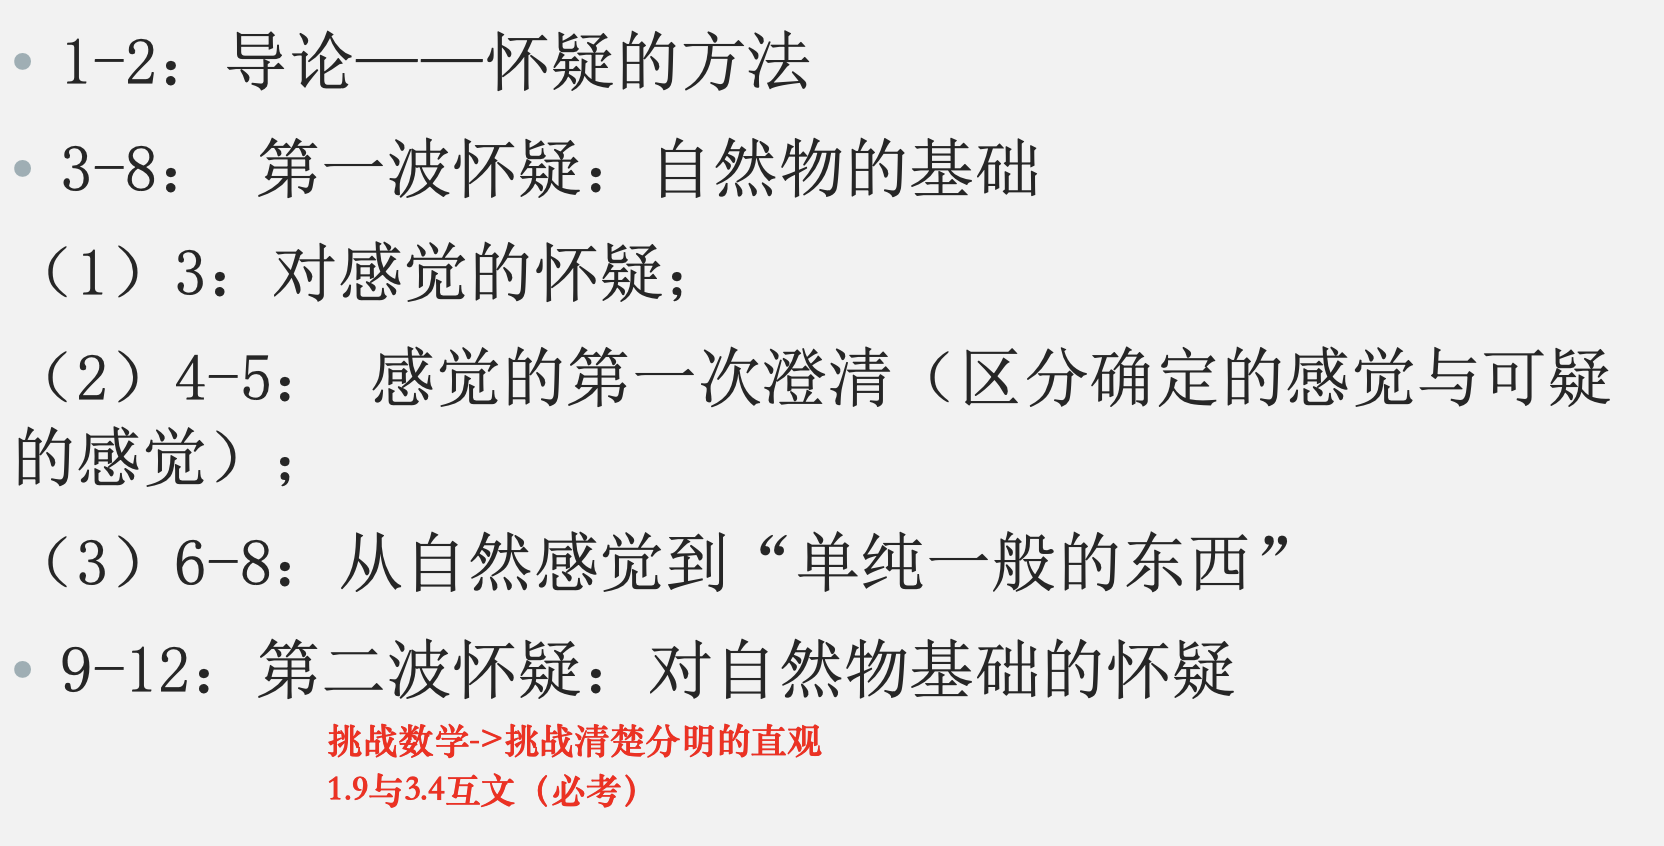 • 1-2：导论——怀疑的方法
• 3-8： 第一波怀疑：自然物的基础
（1）3：对感觉的怀疑；
（2）4-5： 感觉的第一次澄清（区分确定的感觉与可疑
的感觉）；
（3）6-8：从自然感觉到“单纯一般的东西”
• 9-12：第二波怀疑：对自然物基础的怀疑
挑战数学->挑战清楚分明的直观
1.9与3.4互文（必考）